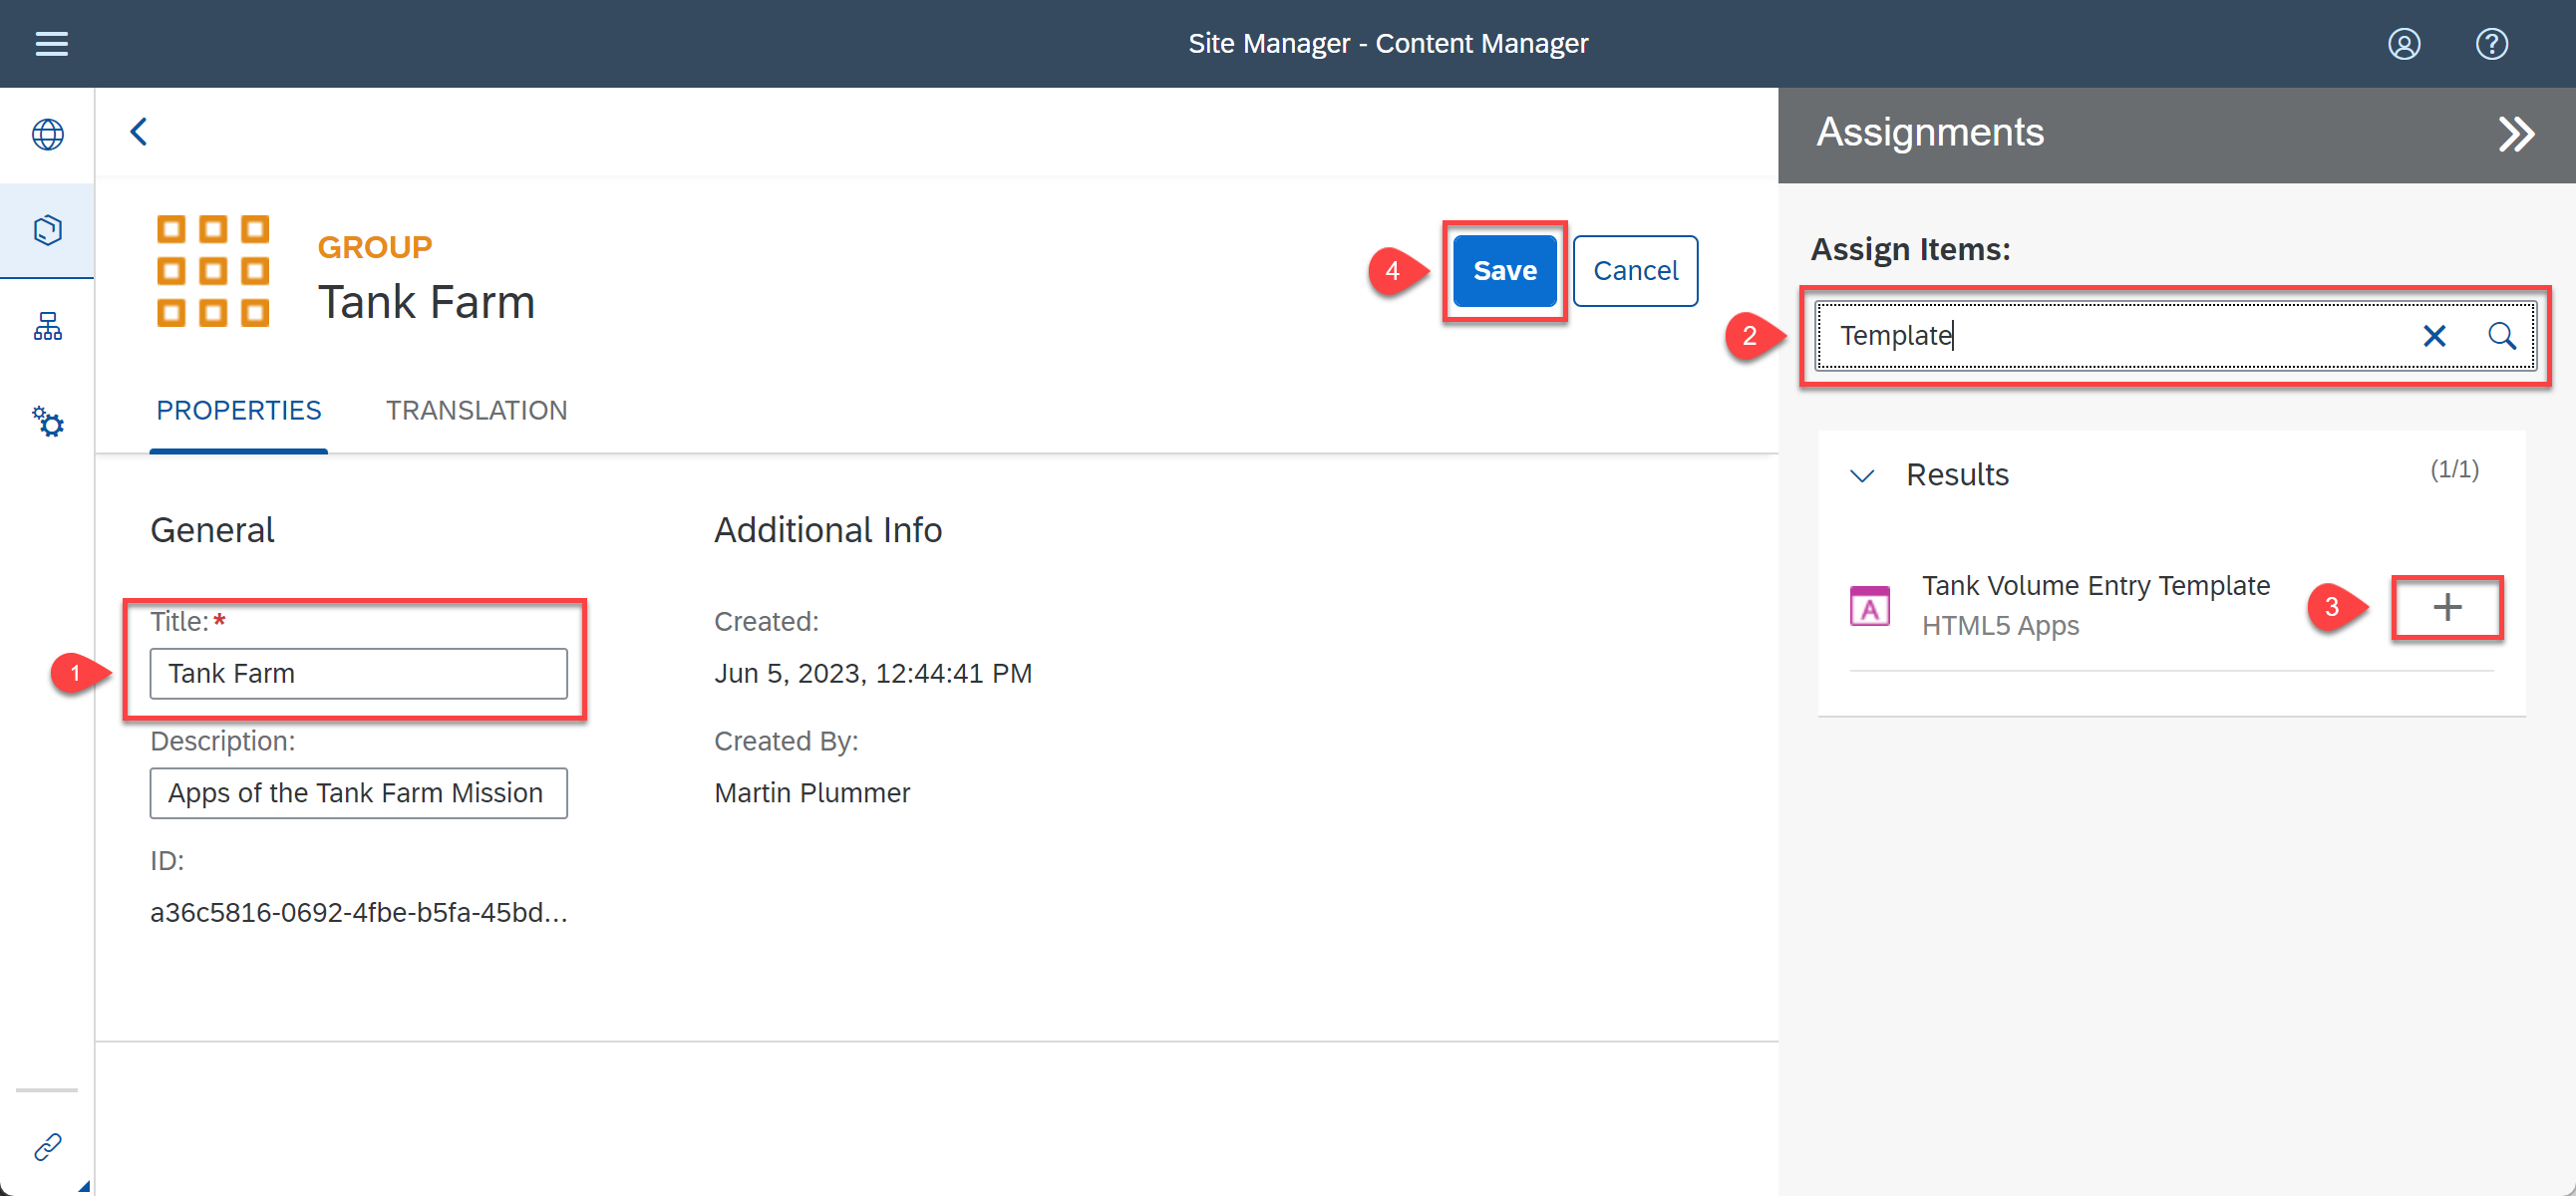 Site Manager - Content Manager
GROUP
Tank Farm
4
Save
Cancel
PROPERTIES
TRANSLATION
General
1
Title: *
Tank Farm
Description:
Apps of the Tank Farm Mission
ID:
a36c5816-0692-4fbe-b5fa-45bd...
Additional Info
Created:
Jun 5, 2023, 12:44:41 PM
Created By:
Martin Plummer
Assignments
Assign Items:
2
Template
Results
(1/1)
A
Tank Volume Entry Template
HTML5 Apps
3